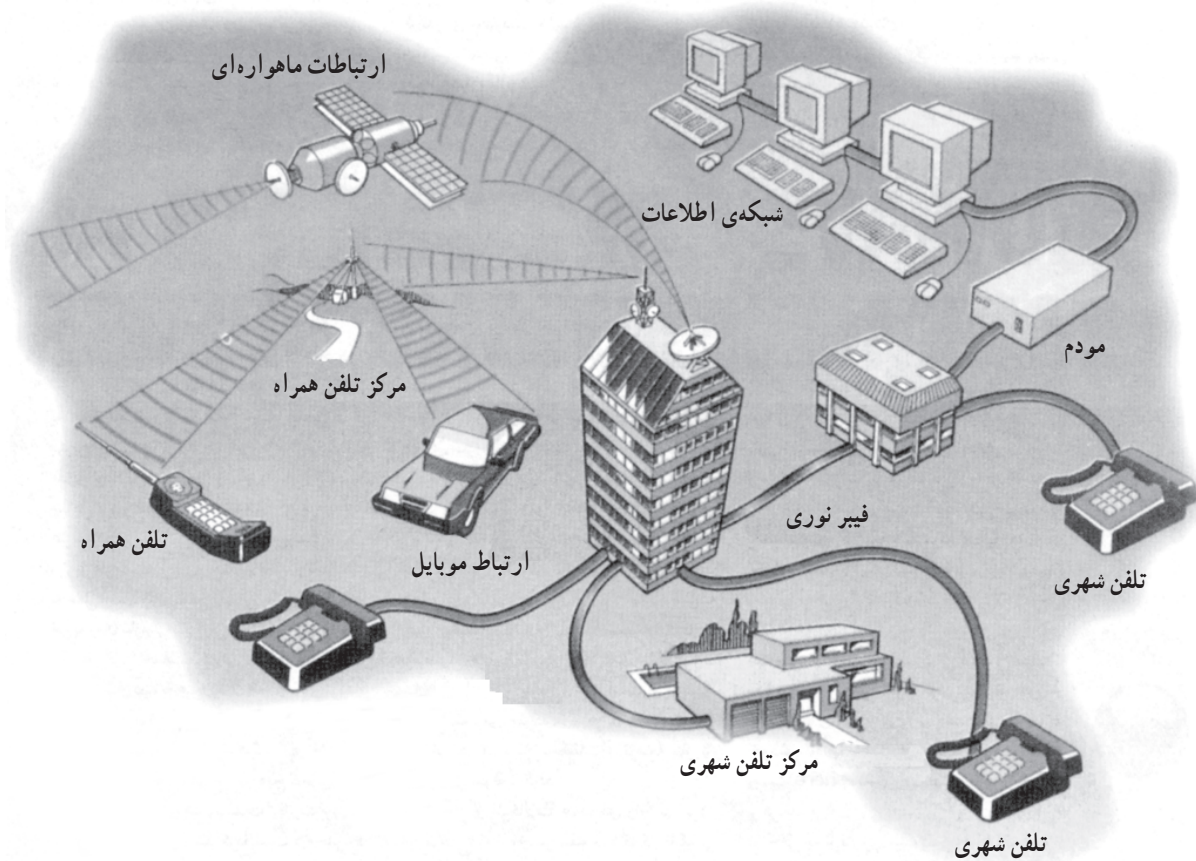 ارتباطات ماهواره‌ای
شبکه‌ی اطلاعات
مودم
مرکز تلفن همراه
تلفن همراه
ارتباط موبایل
فیبر نوری
تلفن شهری
مرکز تلفن شهری
تلفن شهری